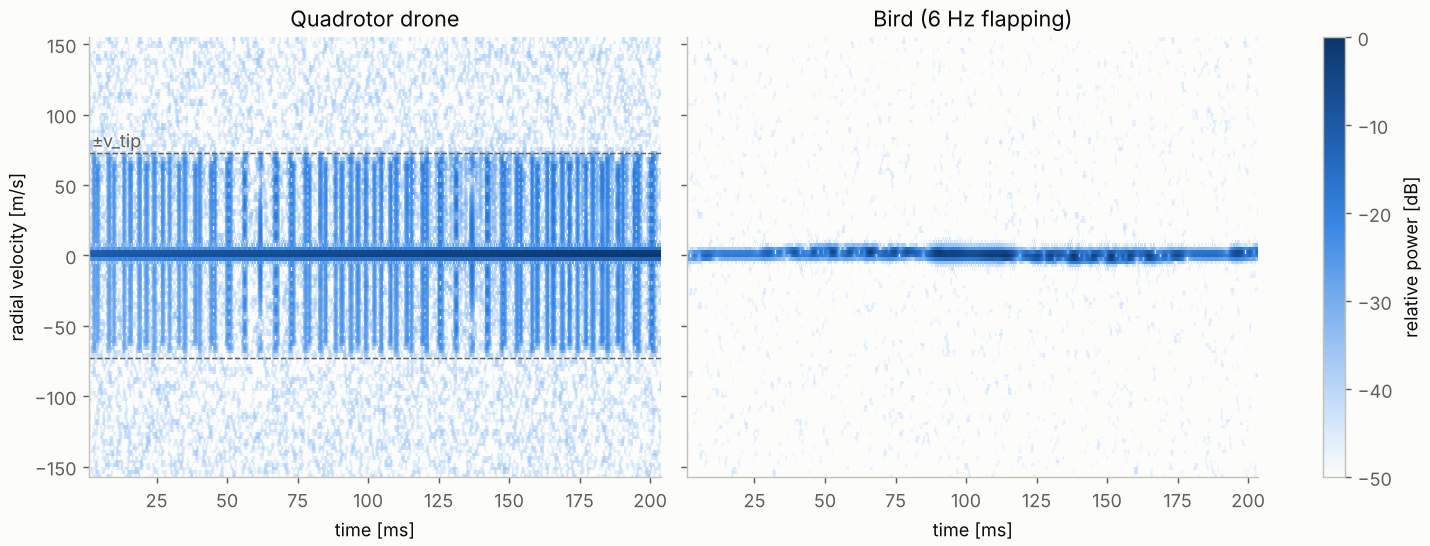 Quadrotor drone
Bird (6 Hz flapping)
150
100
50
0
−50
−100
−150
radial velocity [m/s]
±v_tip
25 50 75 100 125 150 175 200
time [ms]
25 50 75 100 125 150 175 200
time [ms]
0
−10
−20
−30
−40
−50
relative power [dB]